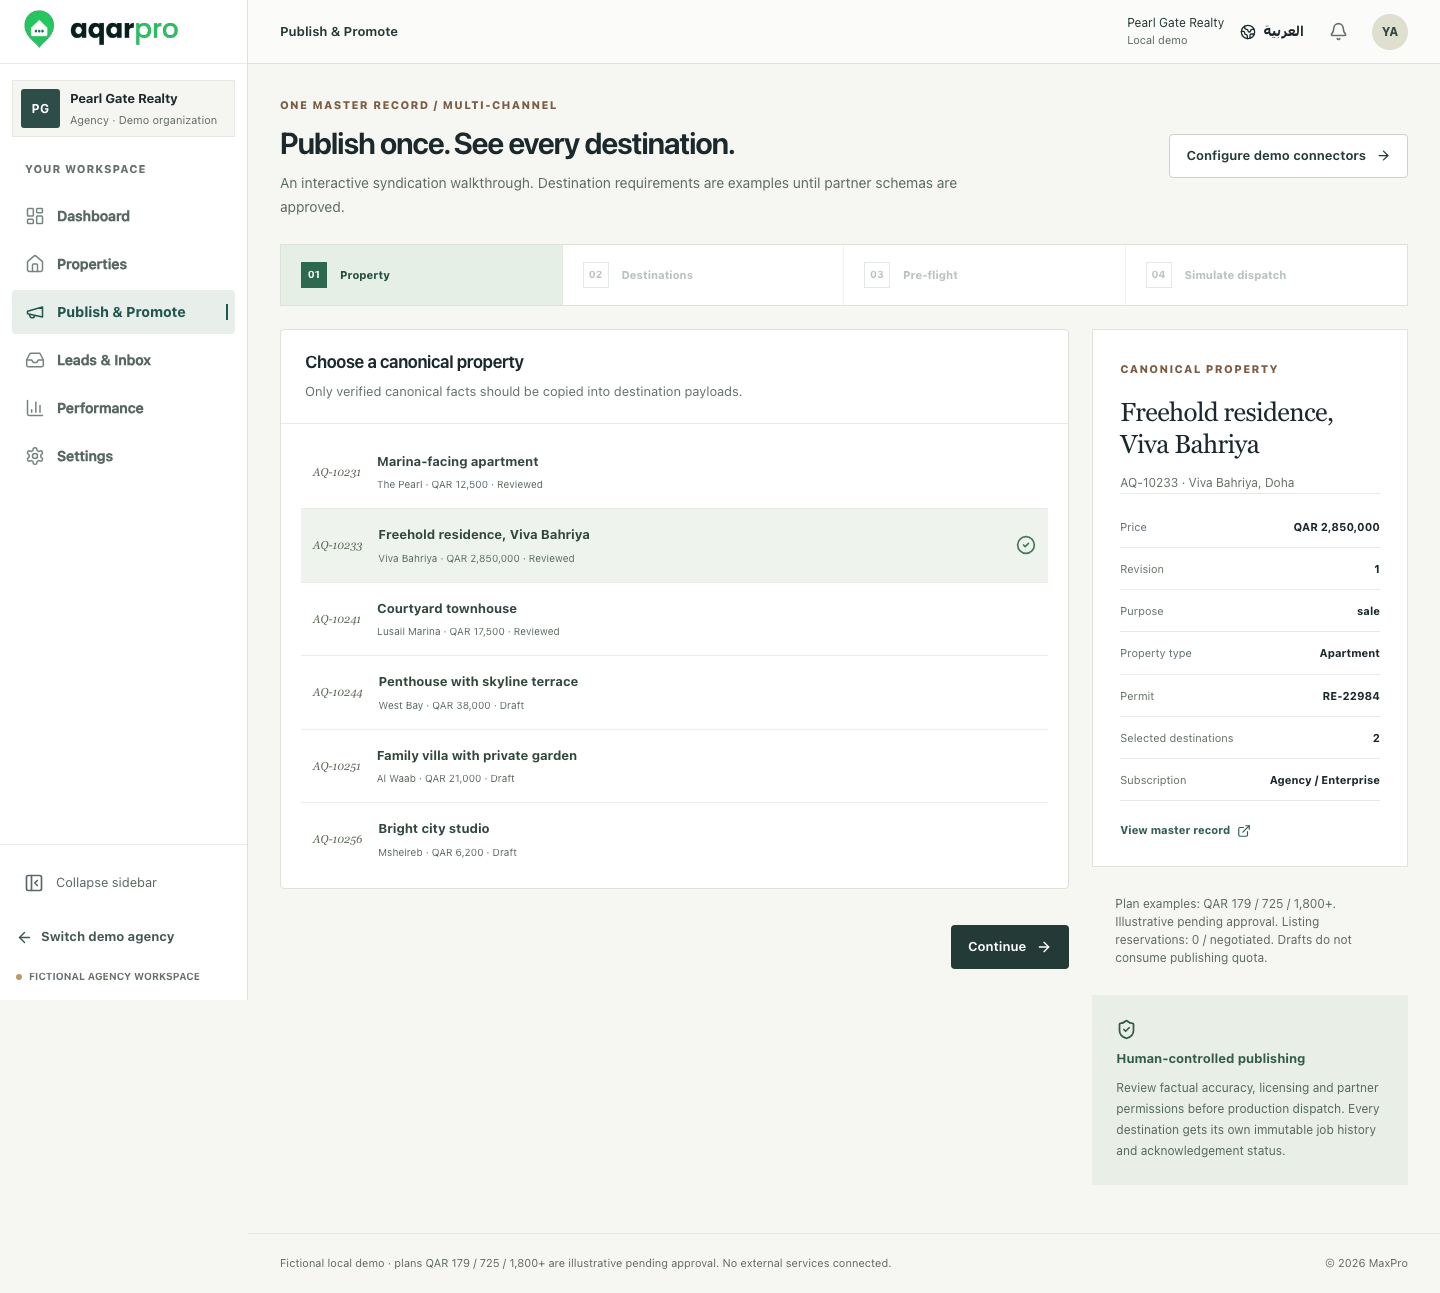 aqarpro
PG
Pearl Gate Realty
Agency · Demo organization
YOUR WORKSPACE
Dashboard
Properties
Publish & Promote
Leads & Inbox
Performance
Settings
Collapse sidebar
Switch demo agency
FICTIONAL AGENCY WORKSPACE
Publish & Promote
Pearl Gate Realty
Local demo
العربية
YA
ONE MASTER RECORD / MULTI-CHANNEL
Publish once. See every destination.
An interactive syndication walkthrough. Destination requirements are examples until partner schemas are
approved.
Configure demo connectors
01 Property
02 Destinations
03 Pre-flight
04 Simulate dispatch
Choose a canonical property
Only verified canonical facts should be copied into destination payloads.
AQ-10231
Marina-facing apartment
The Pearl · QAR 12,500 · Reviewed
AQ-10233
Freehold residence, Viva Bahriya
Viva Bahriya · QAR 2,850,000 · Reviewed
AQ-10241
Courtyard townhouse
Lusail Marina · QAR 17,500 · Reviewed
AQ-10244
Penthouse with skyline terrace
West Bay · QAR 38,000 · Draft
AQ-10251
Family villa with private garden
Al Waab · QAR 21,000 · Draft
AQ-10256
Bright city studio
Msheireb · QAR 6,200 · Draft
Continue
CANONICAL PROPERTY
Freehold residence,
Viva Bahriya
AQ-10233 · Viva Bahriya, Doha
Price QAR 2,850,000
Revision 1
Purpose sale
Property type Apartment
Permit RE-22984
Selected destinations 2
Subscription Agency / Enterprise
View master record
Plan examples: QAR 179 / 725 / 1,800+.
Illustrative pending approval. Listing
reservations: 0 / negotiated. Drafts do not
consume publishing quota.
Human-controlled publishing
Review factual accuracy, licensing and partner
permissions before production dispatch. Every
destination gets its own immutable job history
and acknowledgement status.
Fictional local demo · plans QAR 179 / 725 / 1,800+ are illustrative pending approval. No external services connected.
© 2026 MaxPro